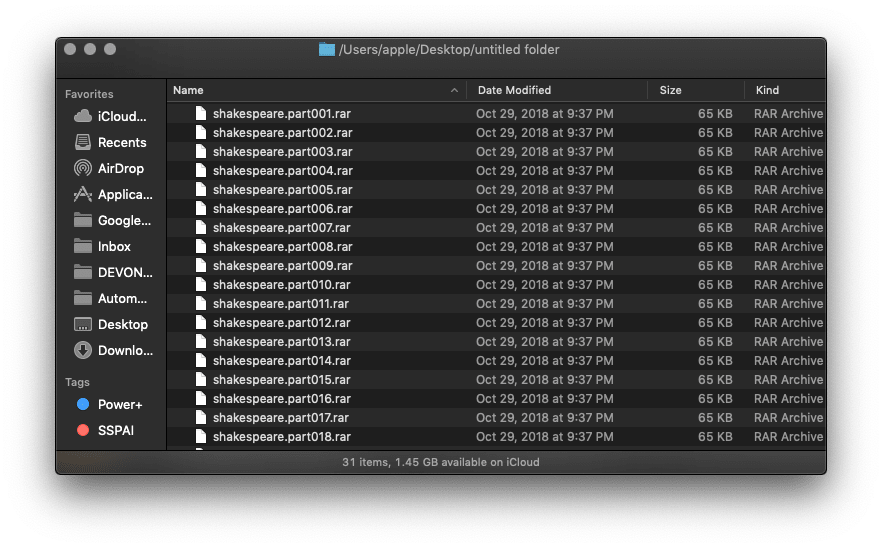 /Users/apple/Desktop/untitled folder
Favorites
iCloud...
Recents
AirDrop
Applica...
Google...
Inbox
DEVON...
Autom...
Desktop
Downlo...
Tags
Power+
SSPAI
Name Date Modified Size Kind
shakespeare.part001.rar Oct 29, 2018 at 9:37 PM 65 KB RAR Archive
shakespeare.part002.rar Oct 29, 2018 at 9:37 PM 65 KB RAR Archive
shakespeare.part003.rar Oct 29, 2018 at 9:37 PM 65 KB RAR Archive
shakespeare.part004.rar Oct 29, 2018 at 9:37 PM 65 KB RAR Archive
shakespeare.part005.rar Oct 29, 2018 at 9:37 PM 65 KB RAR Archive
shakespeare.part006.rar Oct 29, 2018 at 9:37 PM 65 KB RAR Archive
shakespeare.part007.rar Oct 29, 2018 at 9:37 PM 65 KB RAR Archive
shakespeare.part008.rar Oct 29, 2018 at 9:37 PM 65 KB RAR Archive
shakespeare.part009.rar Oct 29, 2018 at 9:37 PM 65 KB RAR Archive
shakespeare.part010.rar Oct 29, 2018 at 9:37 PM 65 KB RAR Archive
shakespeare.part011.rar Oct 29, 2018 at 9:37 PM 65 KB RAR Archive
shakespeare.part012.rar Oct 29, 2018 at 9:37 PM 65 KB RAR Archive
shakespeare.part013.rar Oct 29, 2018 at 9:37 PM 65 KB RAR Archive
shakespeare.part014.rar Oct 29, 2018 at 9:37 PM 65 KB RAR Archive
shakespeare.part015.rar Oct 29, 2018 at 9:37 PM 65 KB RAR Archive
shakespeare.part016.rar Oct 29, 2018 at 9:37 PM 65 KB RAR Archive
shakespeare.part017.rar Oct 29, 2018 at 9:37 PM 65 KB RAR Archive
shakespeare.part018.rar Oct 29, 2018 at 9:37 PM 65 KB RAR Archive
31 items, 1.45 GB available on iCloud